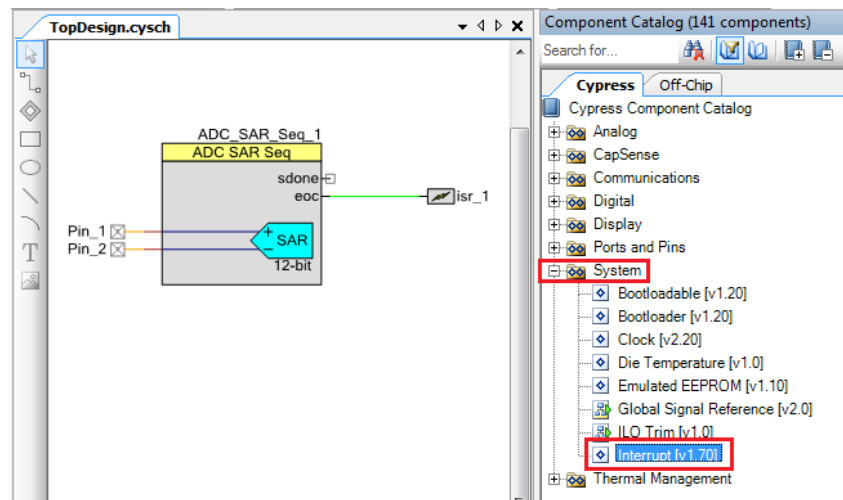 TopDesign.cysch
ADC_SAR_Seq_1
ADC SAR Seq
sdone
eoc
isr_1
Pin_1
Pin_2
+
SAR
−
12-bit
T
Component Catalog (141 components)
Search for...
Cypress
Off-Chip
Cypress Component Catalog
Analog
CapSense
Communications
Digital
Display
Ports and Pins
System
Bootloadable [v1.20]
Bootloader [v1.20]
Clock [v2.20]
Die Temperature [v1.0]
Emulated EEPROM [v1.10]
Global Signal Reference [v2.0]
ILO Trim [v1.0]
Interrupt [v1.70]
Thermal Management